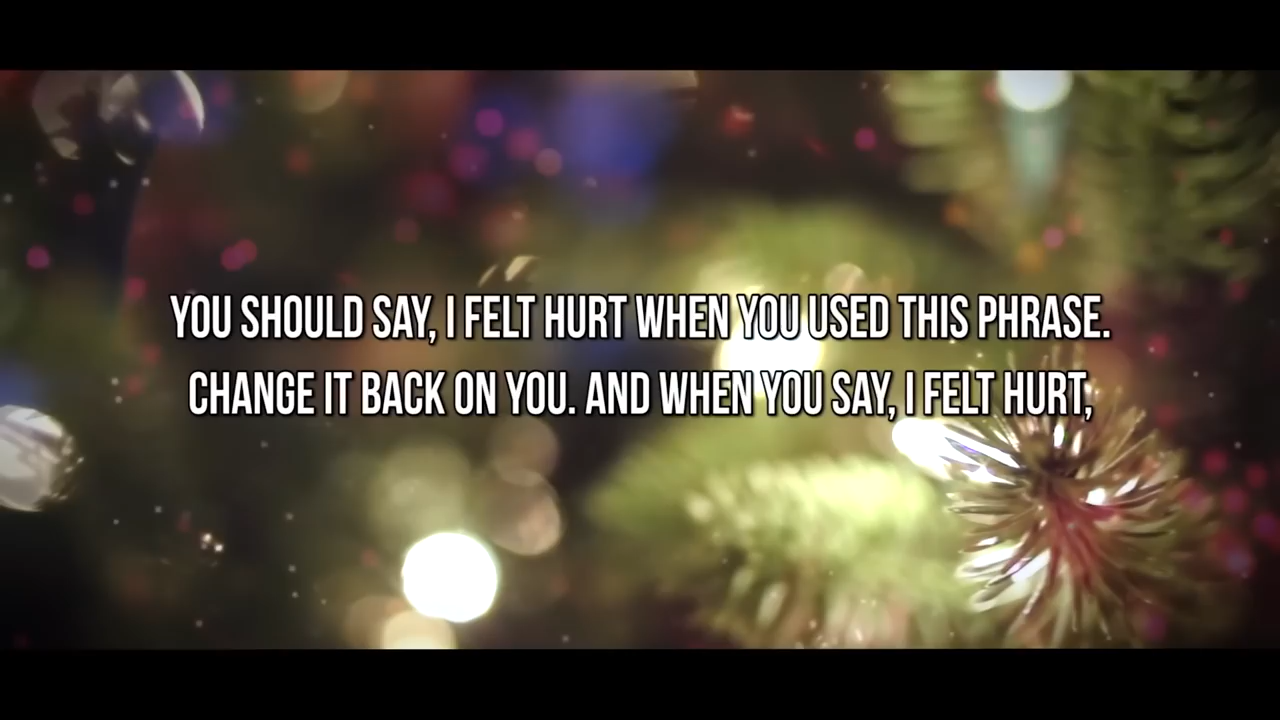 YOU SHOULD SAY, I FELT HURT WHEN YOU USED THIS PHRASE.
CHANGE IT BACK ON YOU. AND WHEN YOU SAY, I FELT HURT,